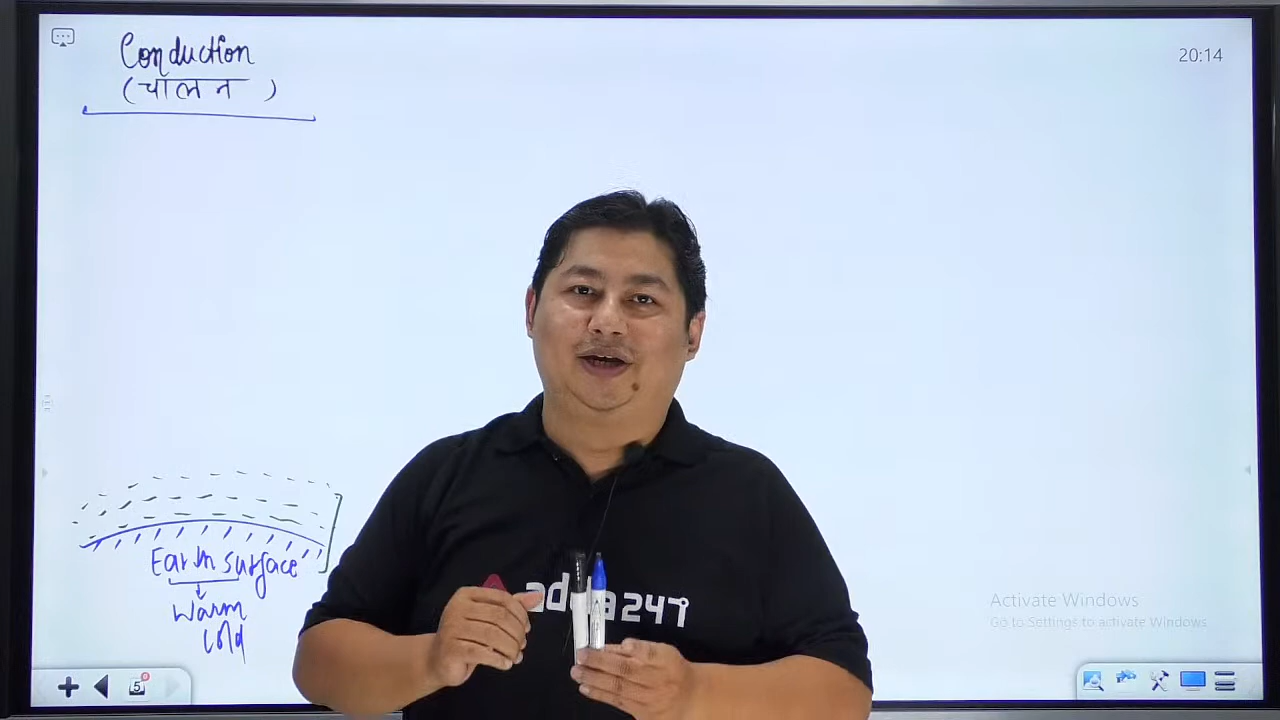 Conduction
(चालन)
20:14
Earth surface
Warm
Cold
adda247
Activate Windows
Go to Settings to activate Windows.
5